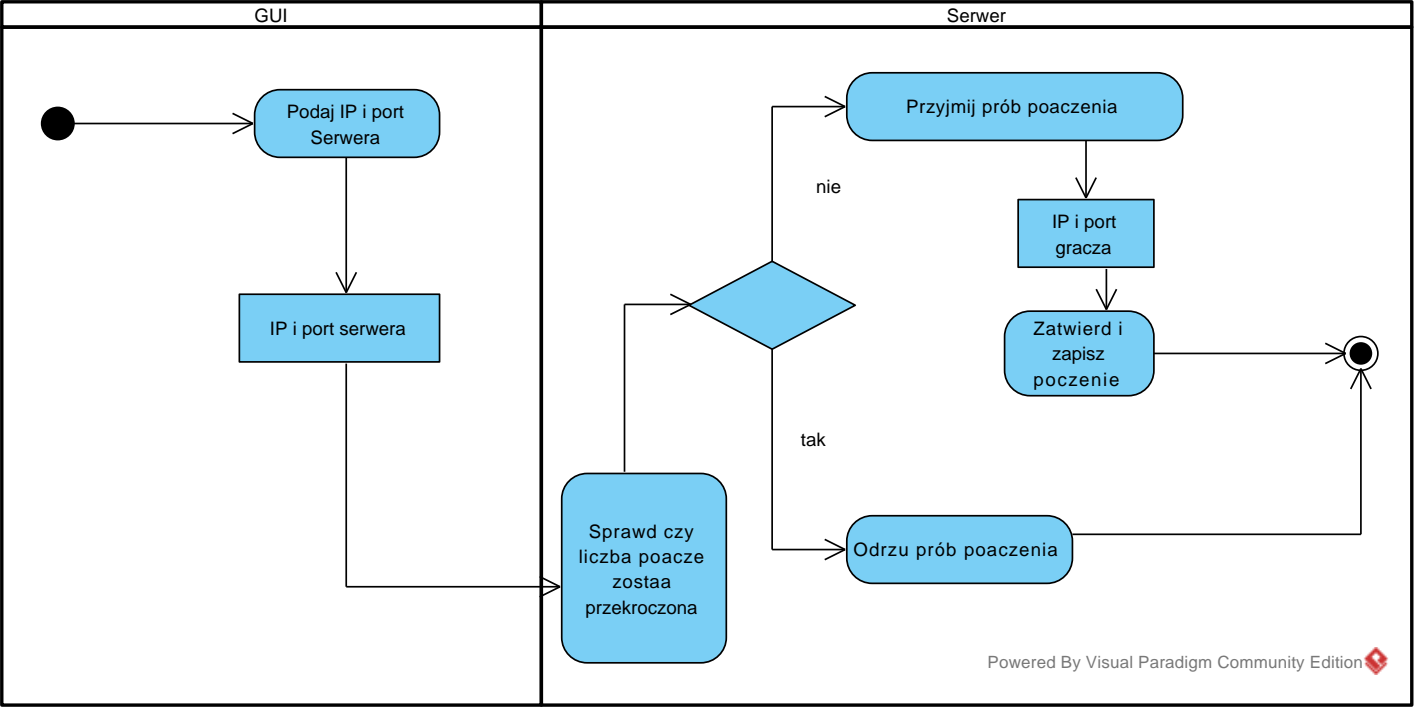 GUI
Serwer
Podaj IP i port
Serwera
IP i port serwera
Sprawd czy
liczba poacze
zostaa
przekroczona
nie
tak
Przyjmij prób poaczenia
IP i port
gracza
Zatwierd i
zapisz
poczenie
Odrzu prób poaczenia
Powered By Visual Paradigm Community Edition